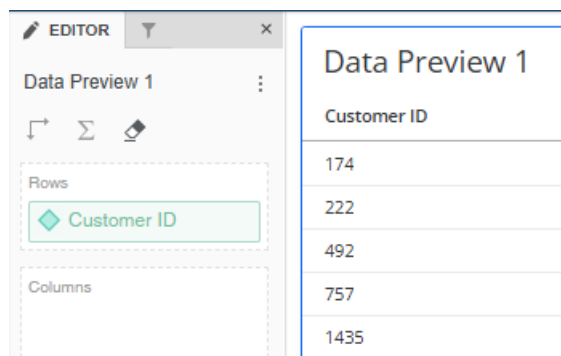 EDITOR
Data Preview 1
Rows
Customer ID
Columns
Data Preview 1
Customer ID
174
222
492
757
1435